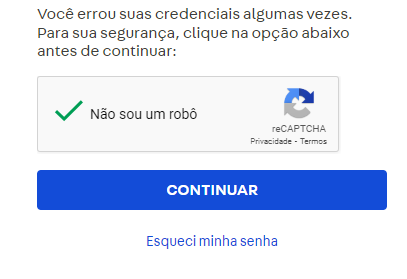 Você errou suas credenciais algumas vezes.
Para sua segurança, clique na opção abaixo
antes de continuar:
Não sou um robô
reCAPTCHA
Privacidade - Termos
CONTINUAR
Esqueci minha senha